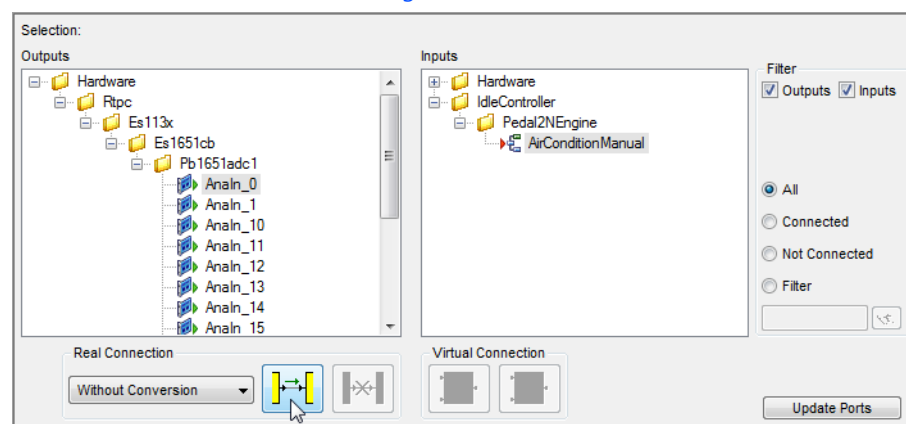 g
Selection:
Outputs
Hardware
Rtpc
Es113x
Es1651cb
Pb1651adc1
AnaIn_0
AnaIn_1
AnaIn_10
AnaIn_11
AnaIn_12
AnaIn_13
AnaIn_14
AnaIn_15
Inputs
Hardware
IdleController
Pedal2NEngine
AirConditionManual
Filter
Outputs Inputs
All
Connected
Not Connected
Filter
Real Connection
Without Conversion
Virtual Connection
Update Ports